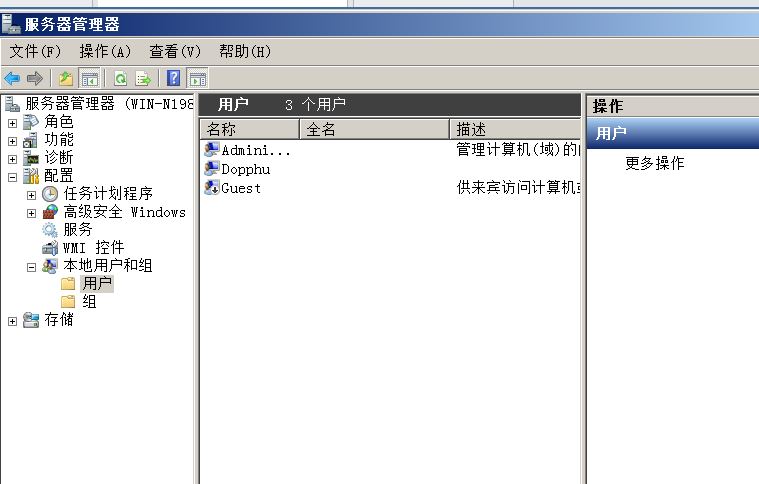 服务器管理器
文件(F) 操作(A) 查看(V) 帮助(H)
服务器管理器 (WIN-N198
角色
功能
诊断
配置
任务计划程序
高级安全 Windows
服务
WMI 控件
本地用户和组
用户
组
存储
用户 3 个用户
名称 全名 描述
Admini... 管理计算机(域)的
Dopphu
Guest 供来宾访问计算机
操作
用户
更多操作